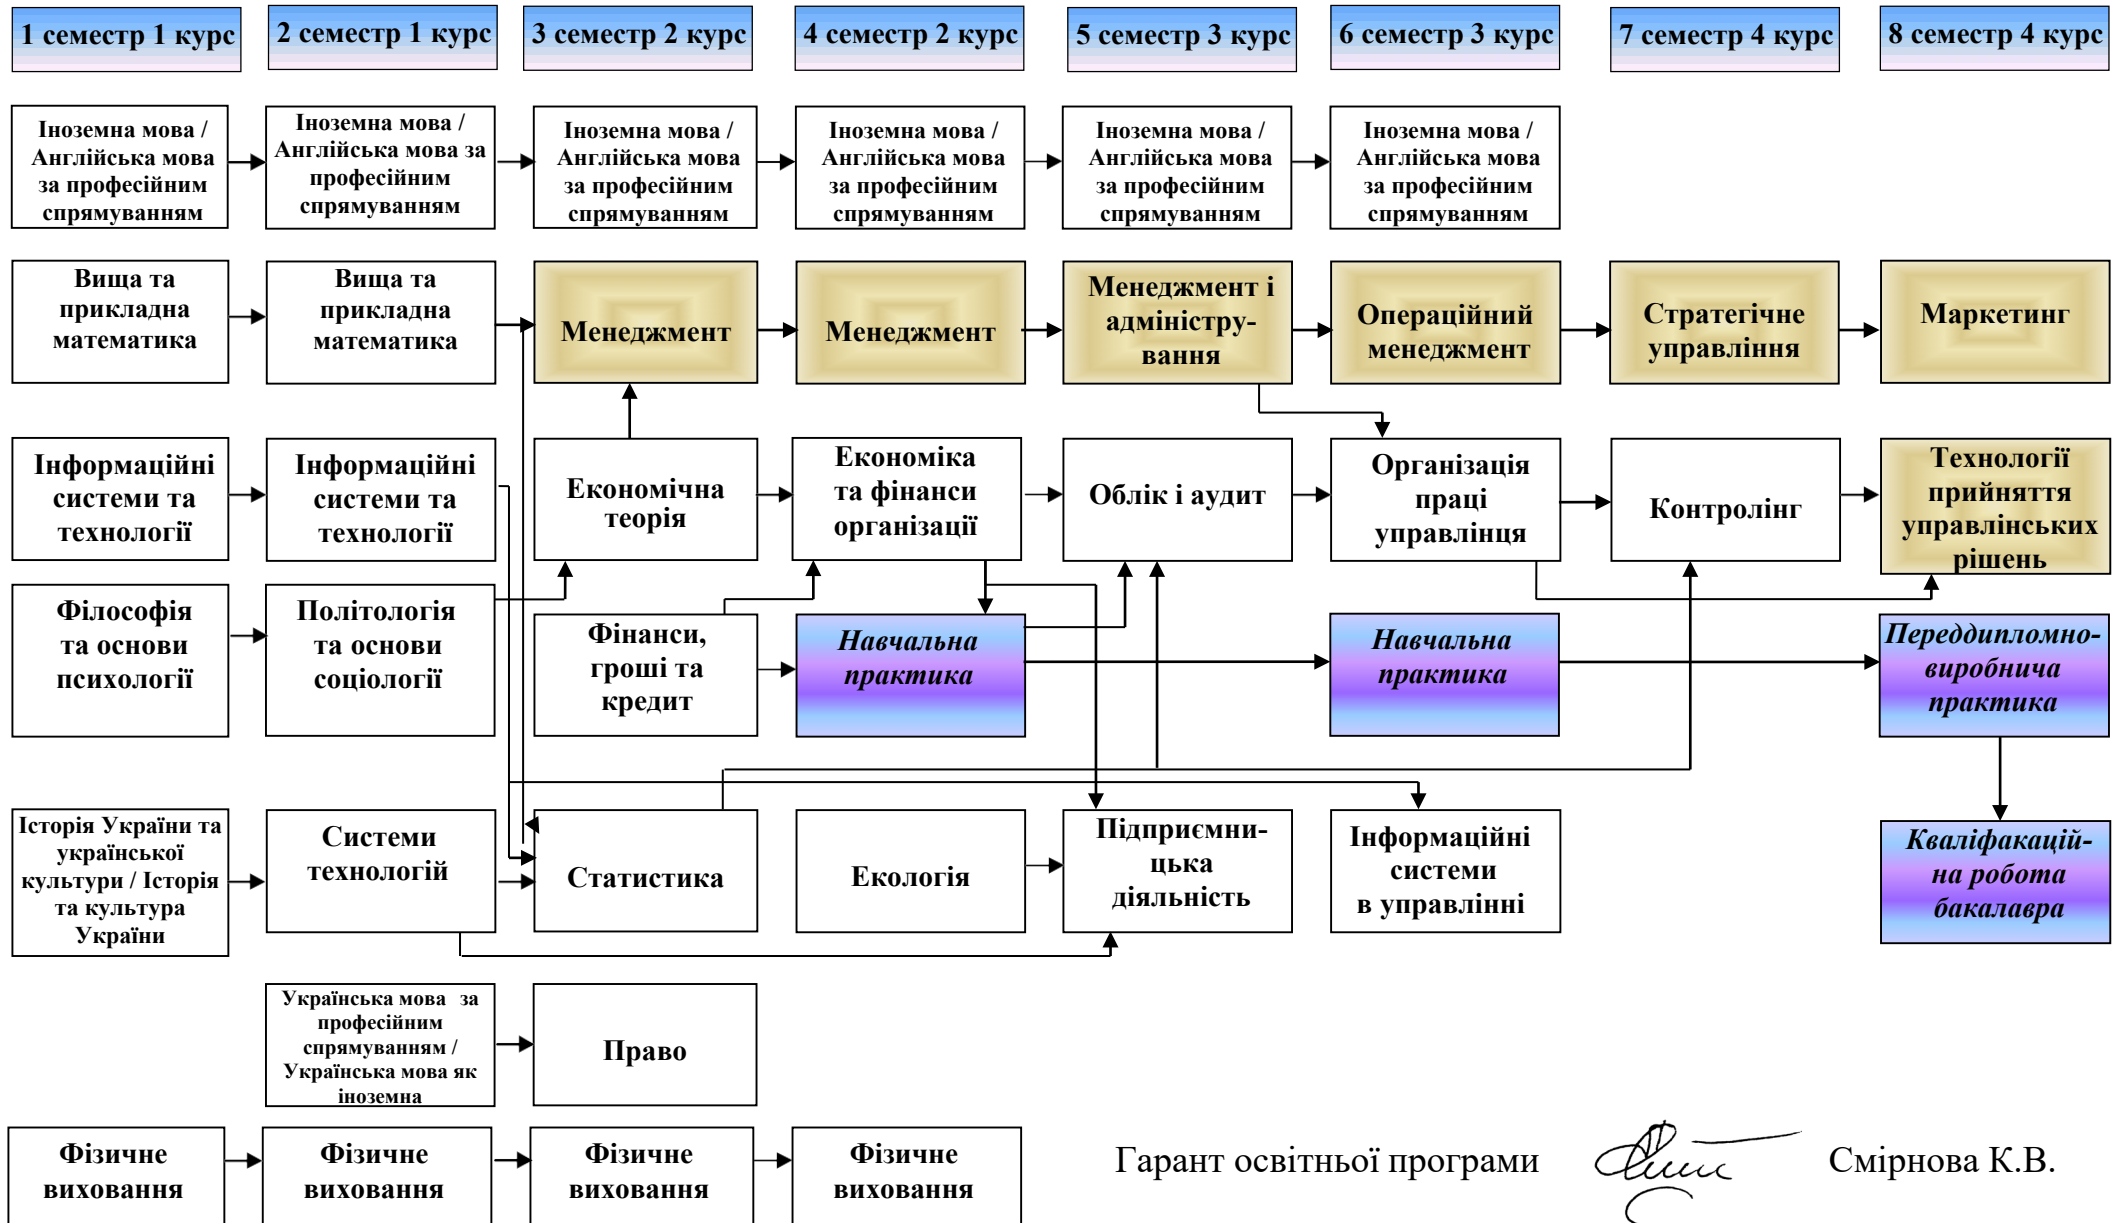 1 семестр 1 курс
2 семестр 1 курс
3 семестр 2 курс
4 семестр 2 курс
5 семестр 3 курс
6 семестр 3 курс
7 семестр 4 курс
8 семестр 4 курс
Іноземна мова /
Англійська мова
за професійним
спрямуванням
Іноземна мова /
Англійська мова за
професійним
спрямуванням
Іноземна мова /
Англійська мова
за професійним
спрямуванням
Іноземна мова /
Англійська мова
за професійним
спрямуванням
Іноземна мова /
Англійська мова
за професійним
спрямуванням
Іноземна мова /
Англійська мова
за професійним
спрямуванням
Вища та
прикладна
математика
Вища та
прикладна
математика
Менеджмент
Менеджмент
Менеджмент і
адміністру-
вання
Операційний
менеджмент
Стратегічне
управління
Маркетинг
Інформаційні
системи та
технології
Інформаційні
системи та
технології
Економічна
теорія
Економіка
та фінанси
організації
Облік і аудит
Організація
праці
управлінця
Контролінг
Технології
прийняття
управлінських
рішень
Філософія
та основи
психології
Політологія
та основи
соціології
Фінанси,
гроші та
кредит
Навчальна
практика
Навчальна
практика
Переддипломно-
виробнича
практика
Історія України та
української
культури / Історія
та культура
України
Системи
технологій
Статистика
Екологія
Підприємни-
цька
діяльність
Інформаційні
системи
в управлінні
Кваліфакацій-
на робота
бакалавра
Українська мова за
професійним
спрямуванням /
Українська мова як
іноземна
Право
Фізичне
виховання
Фізичне
виховання
Фізичне
виховання
Фізичне
виховання
Гарант освітньої програми
Смірнова К.В.